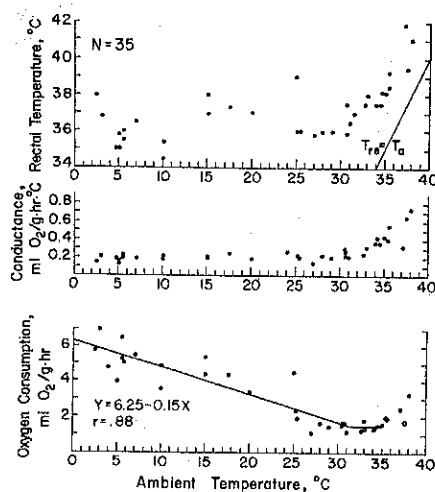 42
40
38
36
34
Rectal Temperature, °C
N=35
Tre= Ta
0 5 10 15 20 25 30 35 40
0.8
0.6
0.4
0.2
Conductance,
ml O₂/g·hr·°C
0 5 10 15 20 25 30 35 40
6
4
2
Oxygen Consumption,
ml O₂/g·hr
Y=6.25-0.15X
r=.88
0 5 10 15 20 25 30 35 40
Ambient Temperature, °C